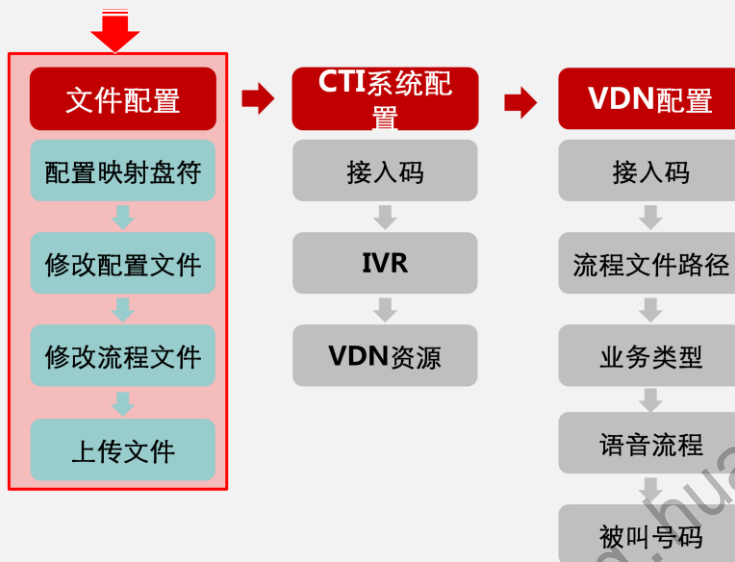 文件配置
配置映射盘符
修改配置文件
修改流程文件
上传文件
CTI系统配
置
接入码
IVR
VDN资源
VDN配置
接入码
流程文件路径
业务类型
语音流程
被叫号码
g.hua